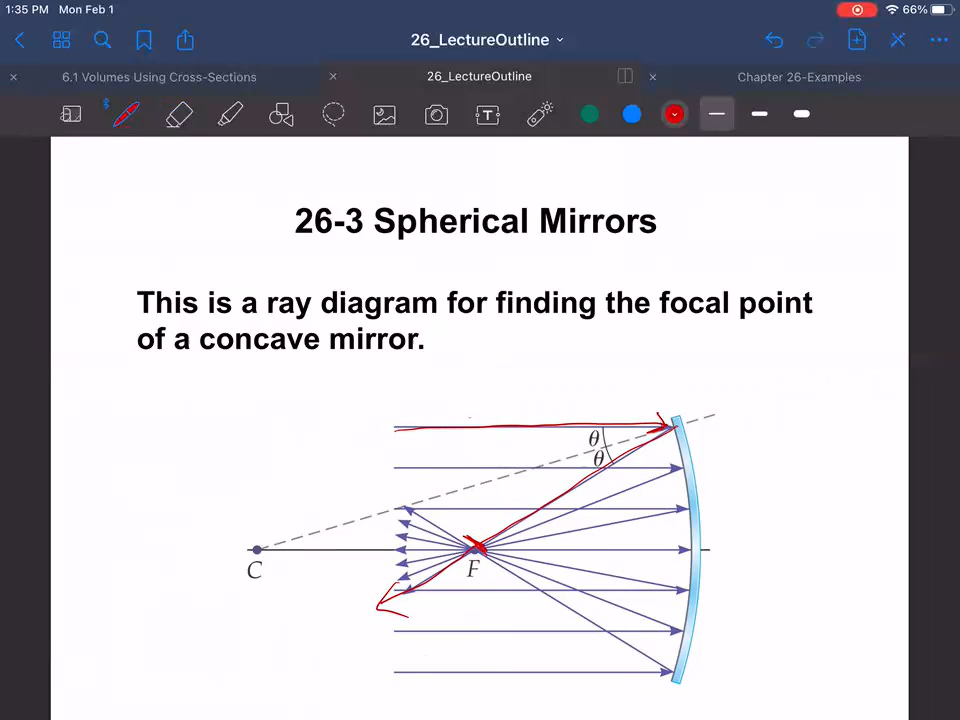 1:35 PM Mon Feb 1
66%
26_LectureOutline
6.1 Volumes Using Cross-Sections
26_LectureOutline
Chapter 26-Examples
T
26-3 Spherical Mirrors
This is a ray diagram for finding the focal point
of a concave mirror.
θ
θ
C
F